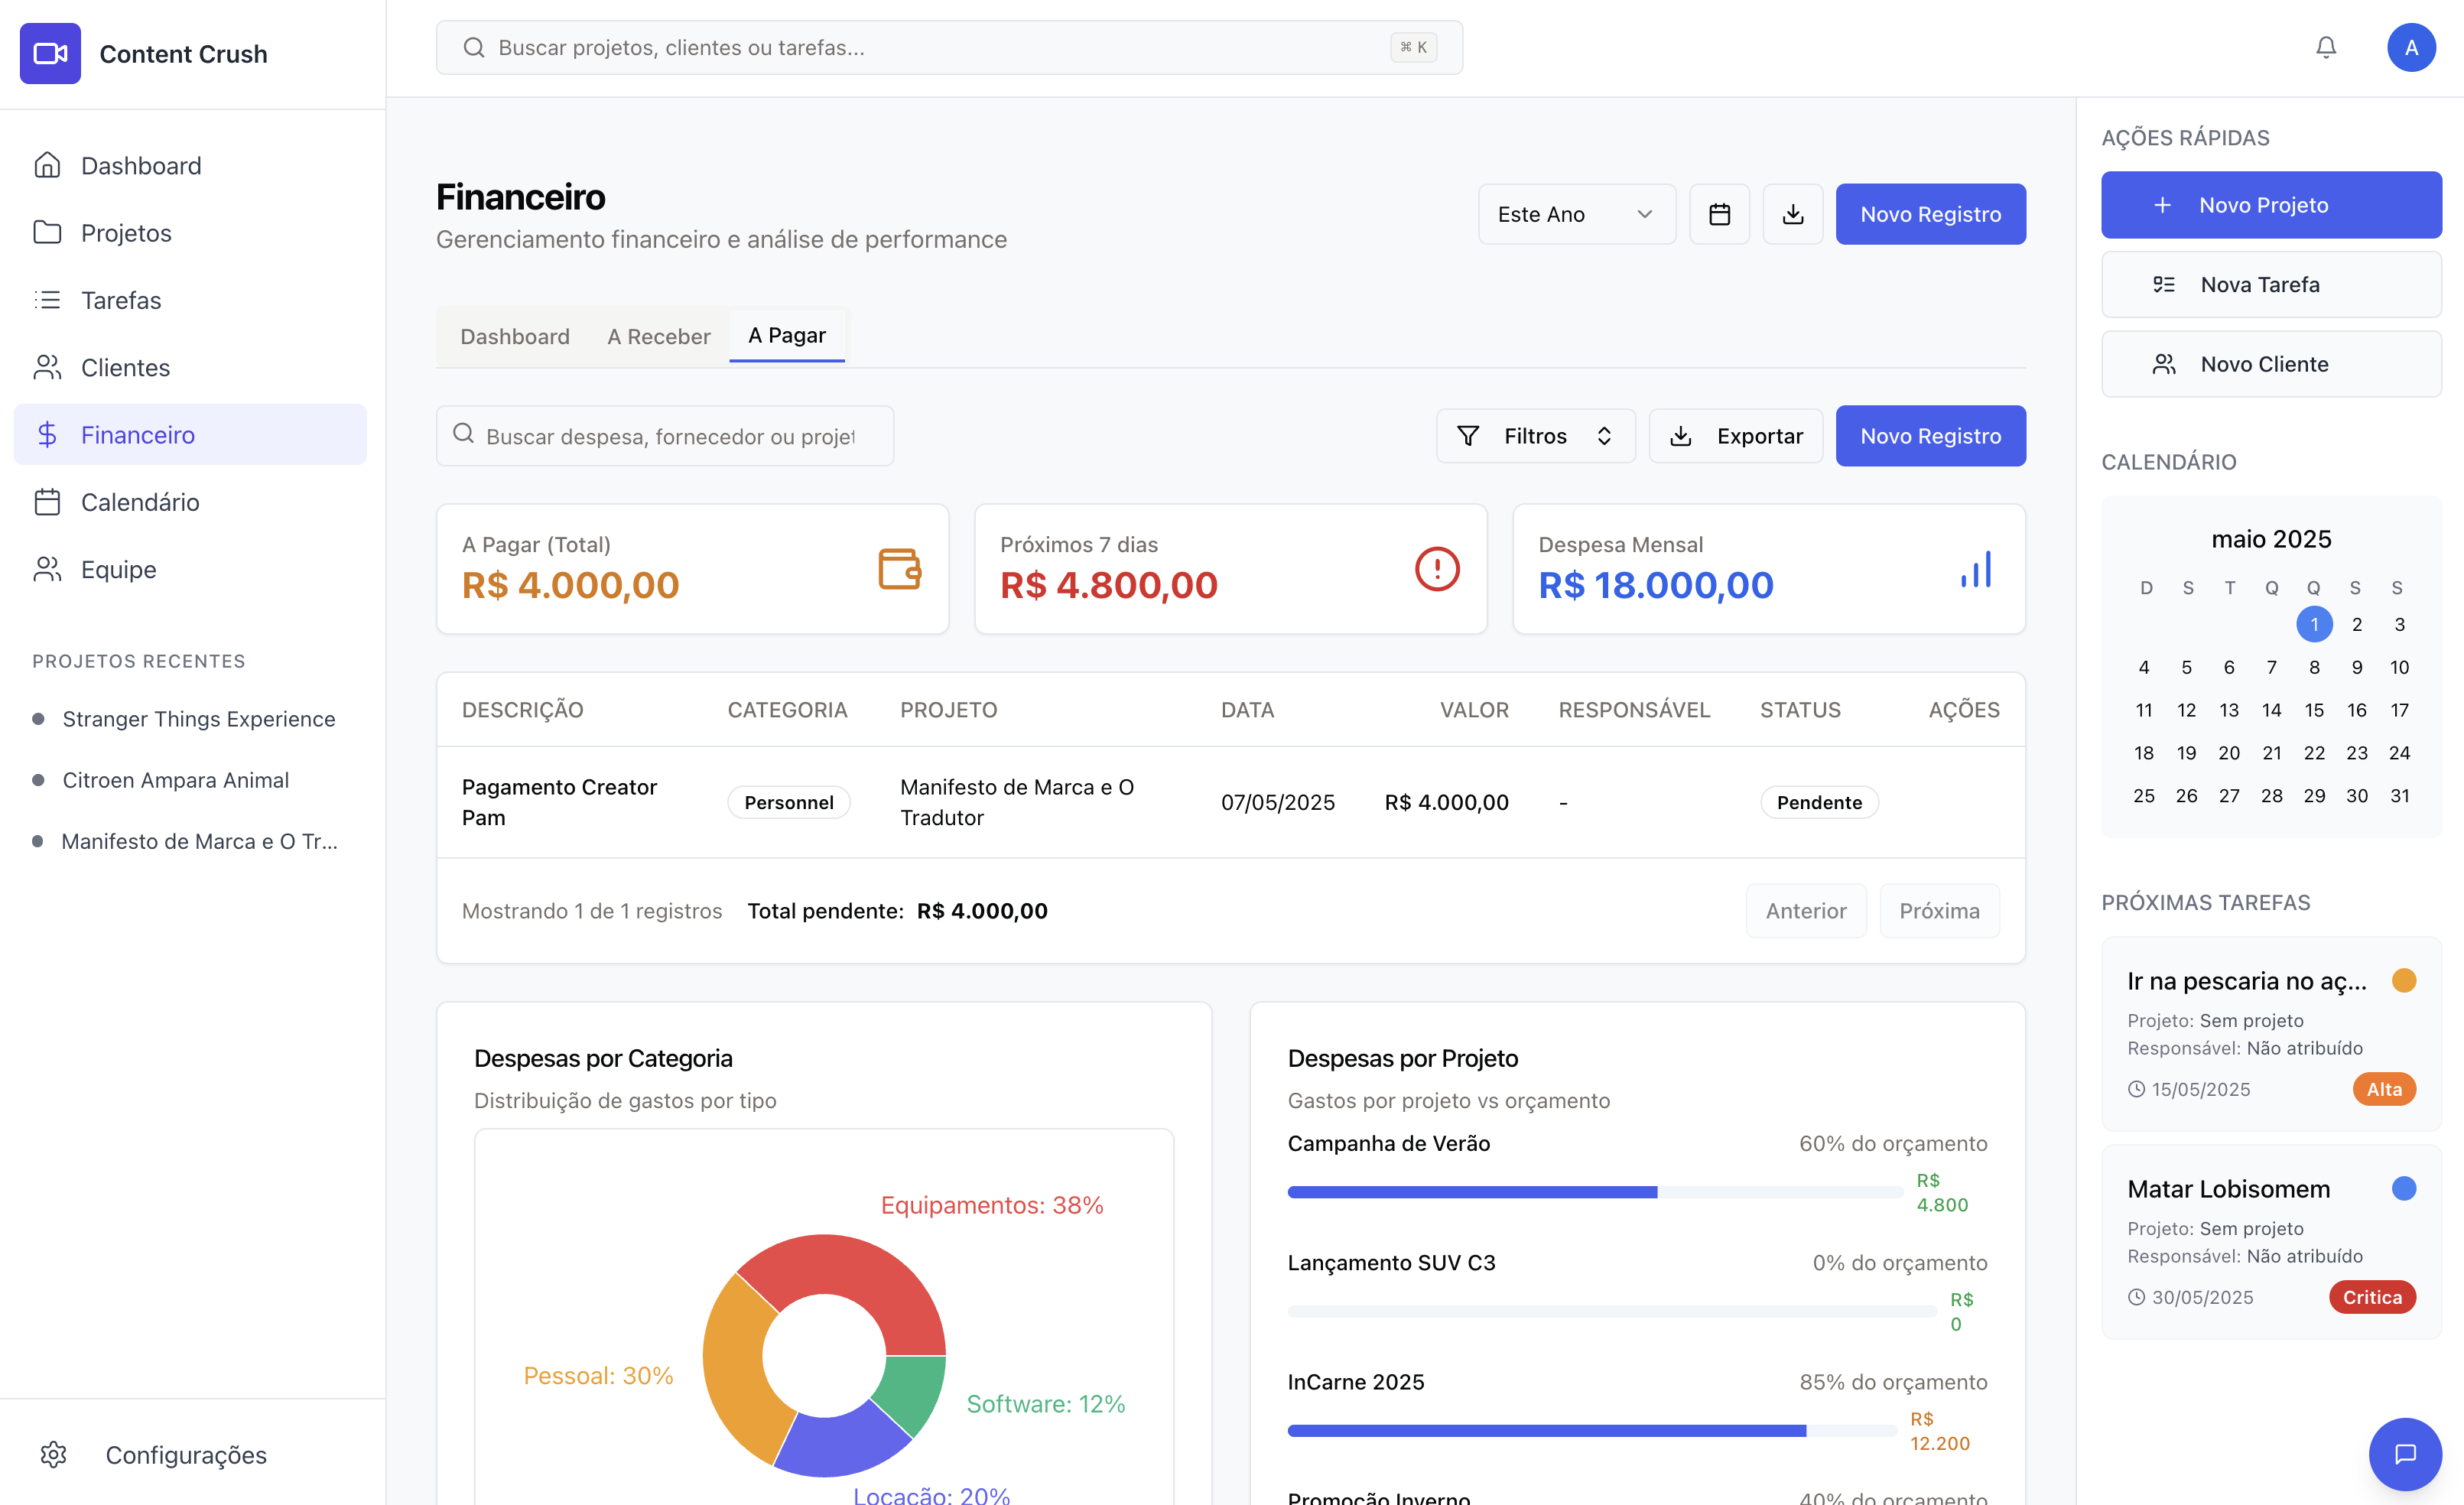 Content Crush
Buscar projetos, clientes ou tarefas...
⌘ K
A
Dashboard
Projetos
Tarefas
Clientes
Financeiro
Calendário
Equipe
PROJETOS RECENTES
Stranger Things Experience
Citroen Ampara Animal
Manifesto de Marca e O Tr...
Configurações
Financeiro
Gerenciamento financeiro e análise de performance
Este Ano
Novo Registro
Dashboard
A Receber
A Pagar
Buscar despesa, fornecedor ou projet
Filtros
Exportar
Novo Registro
A Pagar (Total)
R$ 4.000,00
Próximos 7 dias
R$ 4.800,00
Despesa Mensal
R$ 18.000,00
DESCRIÇÃO CATEGORIA PROJETO DATA VALOR RESPONSÁVEL STATUS AÇÕES
Pagamento Creator
Pam
Personnel
Manifesto de Marca e O
Tradutor
07/05/2025
R$ 4.000,00
-
Pendente
Mostrando 1 de 1 registros
Total pendente: R$ 4.000,00
Anterior
Próxima
Despesas por Categoria
Distribuição de gastos por tipo
Equipamentos: 38%
Pessoal: 30%
Software: 12%
Locação: 20%
Despesas por Projeto
Gastos por projeto vs orçamento
Campanha de Verão
60% do orçamento
R$
4.800
Lançamento SUV C3
0% do orçamento
R$
0
InCarne 2025
85% do orçamento
R$
12.200
Promoção Inverno
40% do orçamento
AÇÕES RÁPIDAS
Novo Projeto
Nova Tarefa
Novo Cliente
CALENDÁRIO
maio 2025
D S T Q Q S S
1 2 3
4 5 6 7 8 9 10
11 12 13 14 15 16 17
18 19 20 21 22 23 24
25 26 27 28 29 30 31
PRÓXIMAS TAREFAS
Ir na pescaria no aç...
Projeto: Sem projeto
Responsável: Não atribuído
15/05/2025
Alta
Matar Lobisomem
Projeto: Sem projeto
Responsável: Não atribuído
30/05/2025
Critica